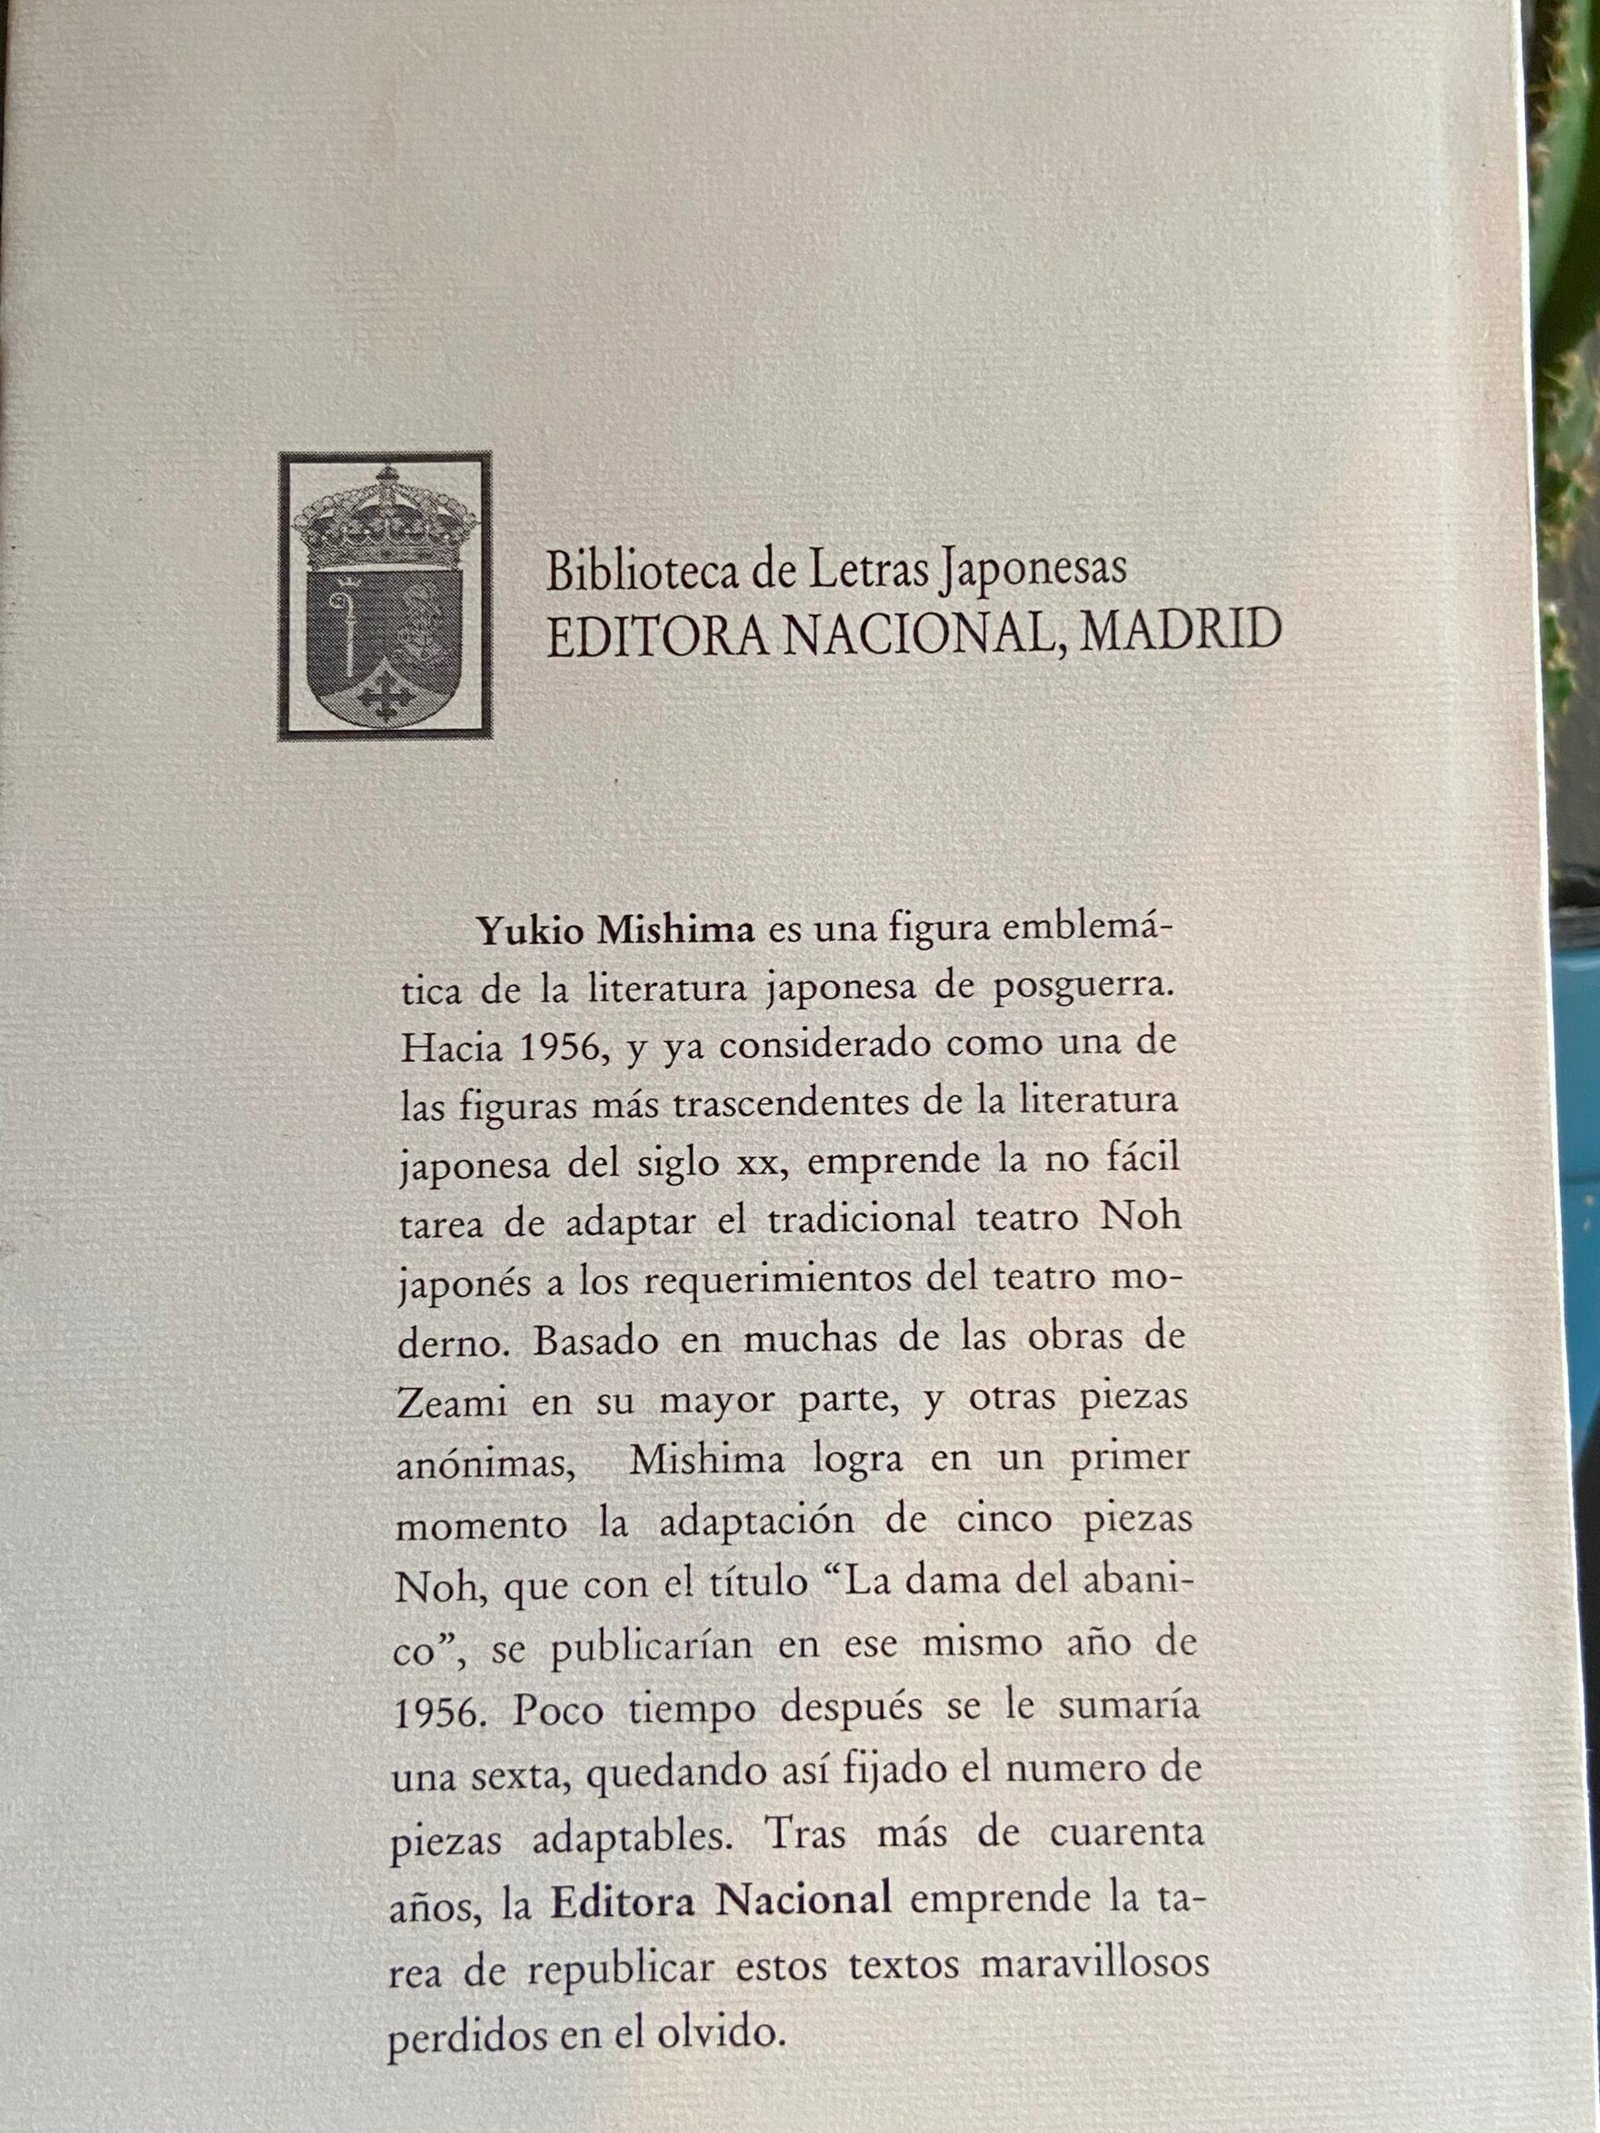 Biblioteca de Letras Japonesas
EDITORA NACIONAL, MADRID
Yukio Mishima es una figura emblemá-
tica de la literatura japonesa de posguerra.
Hacia 1956, y ya considerado como una de
las figuras más trascendentes de la literatura
japonesa del siglo xx, emprende la no fácil
tarea de adaptar el tradicional teatro Noh
japonés a los requerimientos del teatro mo-
derno. Basado en muchas de las obras de
Zeami en su mayor parte, y otras piezas
anónimas, Mishima logra en un primer
momento la adaptación de cinco piezas
Noh, que con el título “La dama del abani-
co”, se publicarían en ese mismo año de
1956. Poco tiempo después se le sumaría
una sexta, quedando así fijado el numero de
piezas adaptables. Tras más de cuarenta
años, la Editora Nacional emprende la ta-
rea de republicar estos textos maravillosos
perdidos en el olvido.